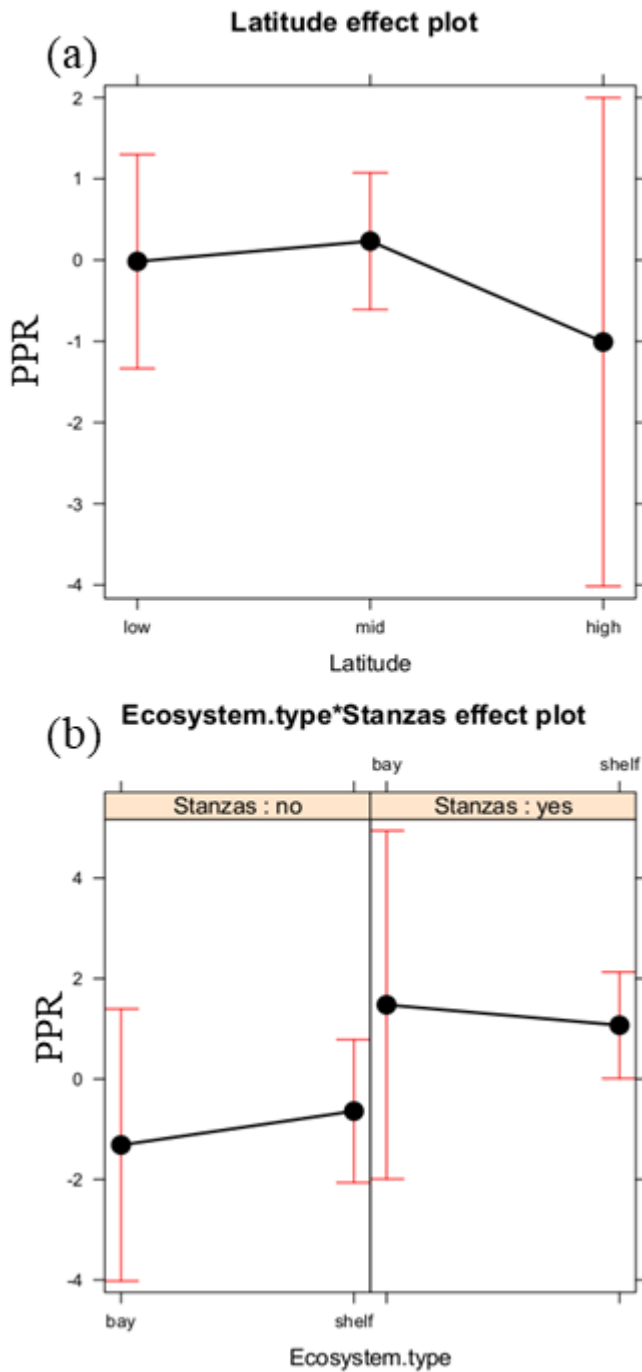 Latitude effect plot
(a)
2
1
0
-1
-2
-3
-4
PPR
low mid high
Latitude
Ecosystem.type*Stanzas effect plot
(b)
bay shelf
Stanzas : no Stanzas : yes
4
2
0
-2
-4
PPR
bay shelf
Ecosystem.type